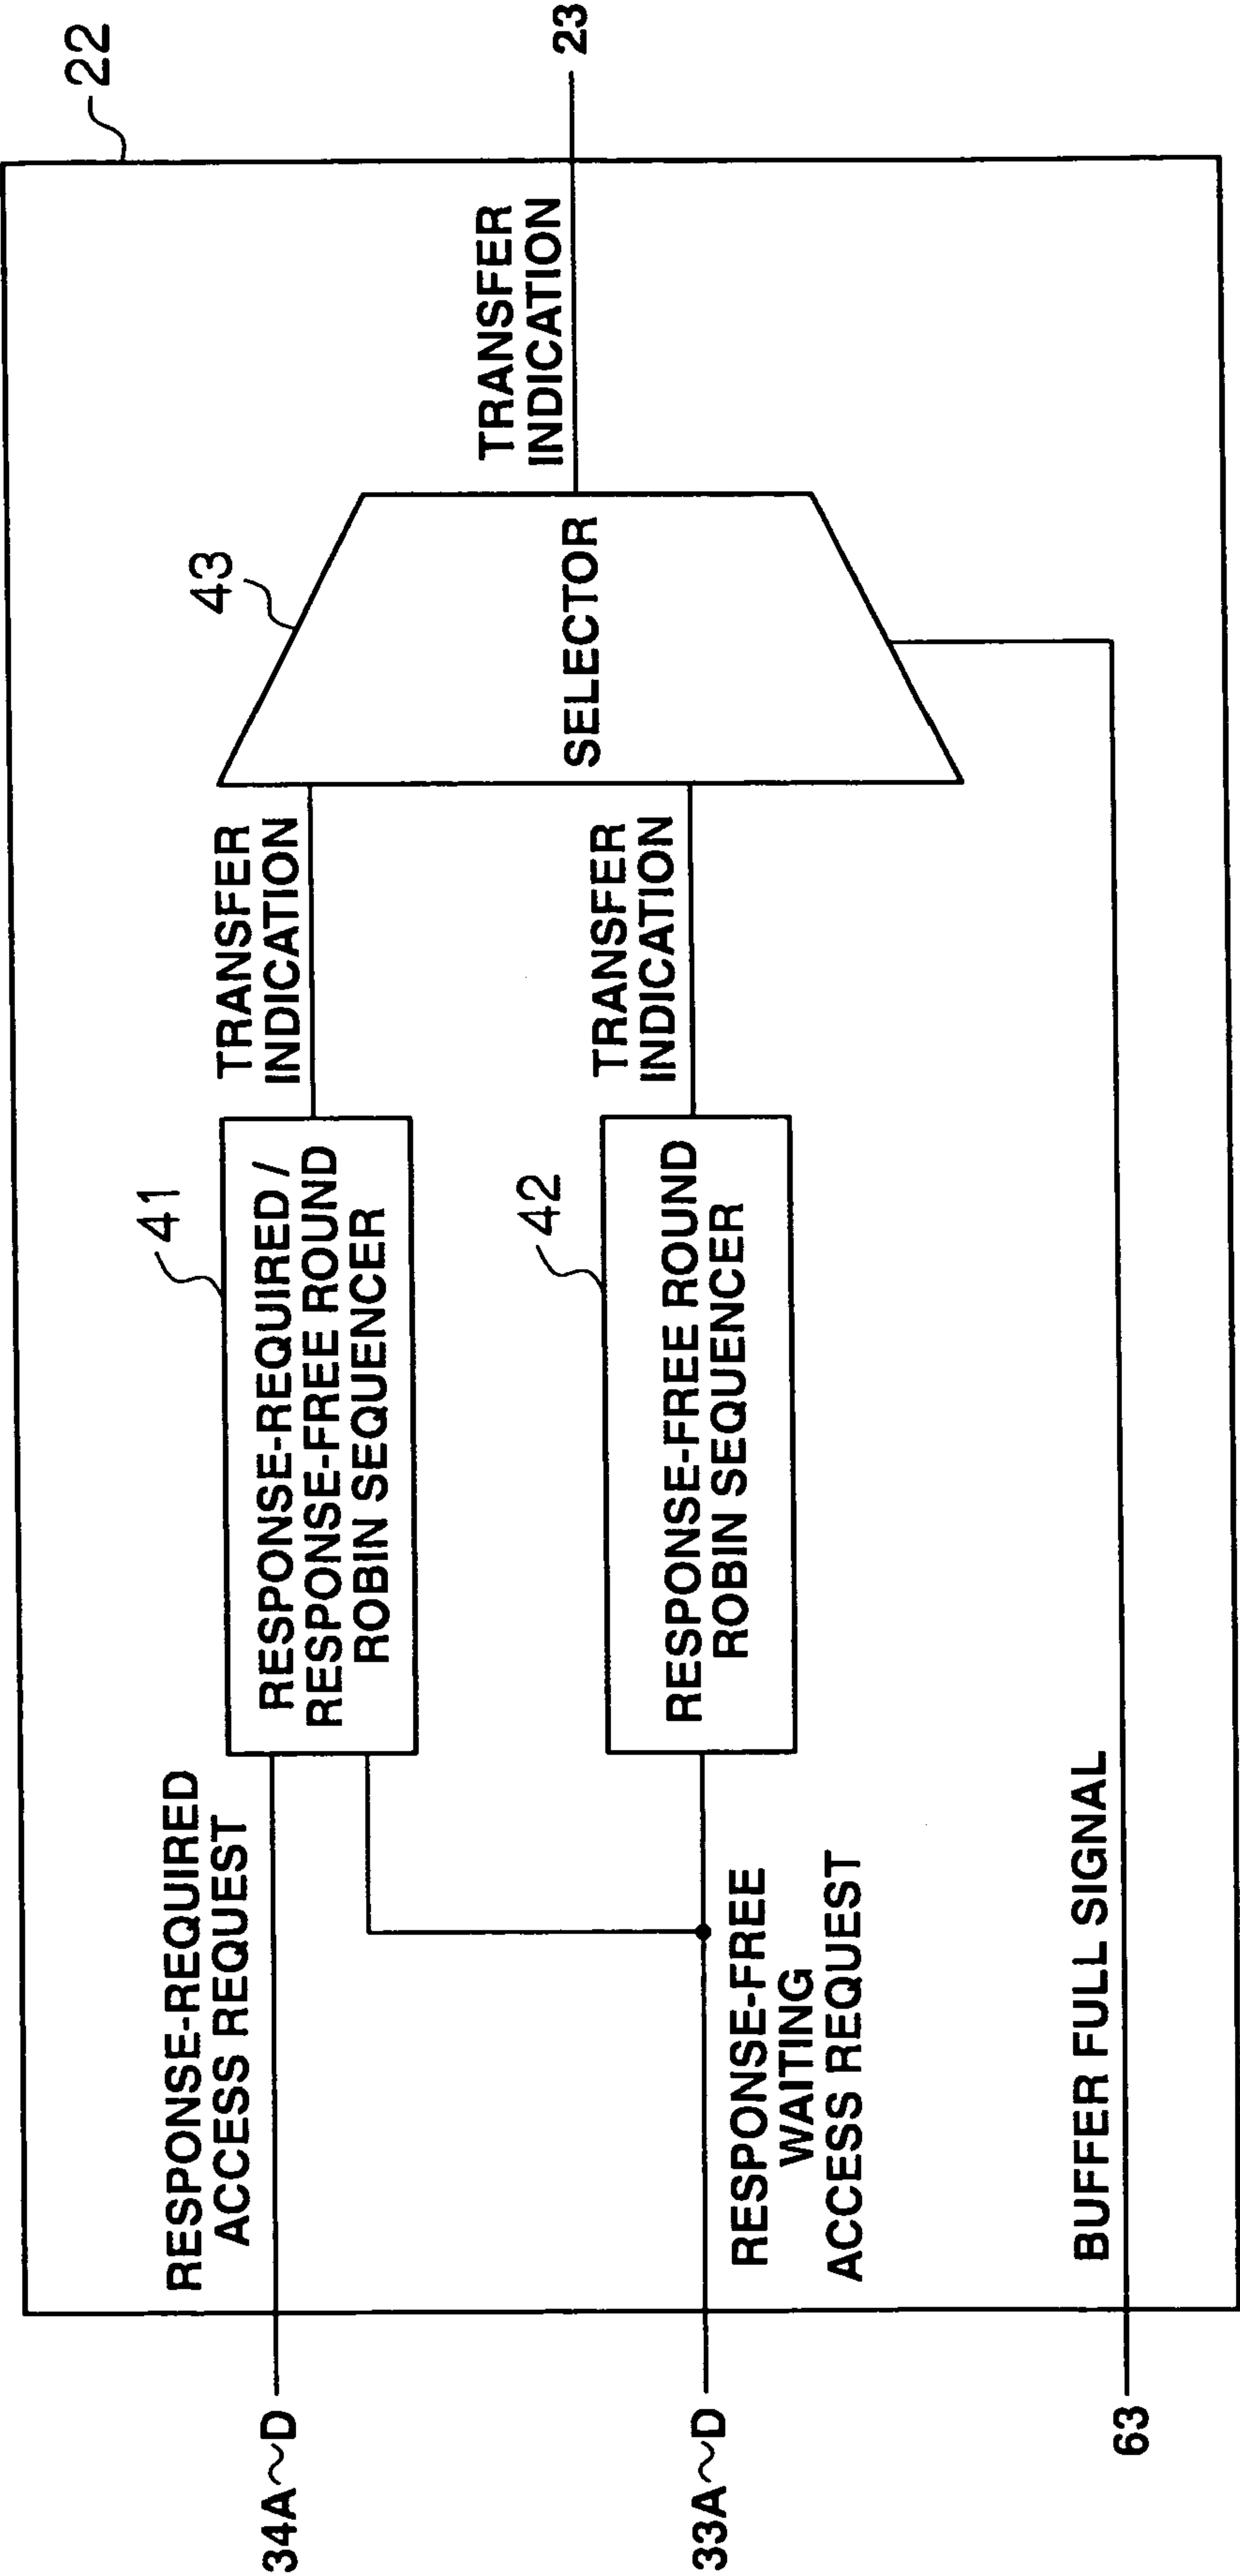 22
34A~D
RESPONSE-REQUIRED
ACCESS REQUEST
41
RESPONSE-REQUIRED /
RESPONSE-FREE ROUND
ROBIN SEQUENCER
TRANSFER
INDICATION
43
SELECTOR
TRANSFER
INDICATION
23
33A~D
RESPONSE-FREE
WAITING
ACCESS REQUEST
42
RESPONSE-FREE ROUND
ROBIN SEQUENCER
TRANSFER
INDICATION
63
BUFFER FULL SIGNAL